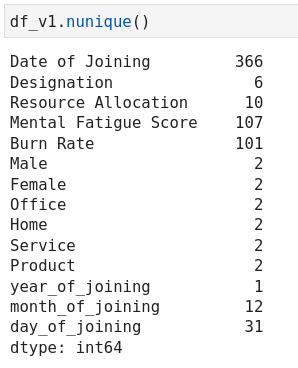 df_v1.nunique()
Date of Joining 366
Designation 6
Resource Allocation 10
Mental Fatigue Score 107
Burn Rate 101
Male 2
Female 2
Office 2
Home 2
Service 2
Product 2
year_of_joining 1
month_of_joining 12
day_of_joining 31
dtype: int64